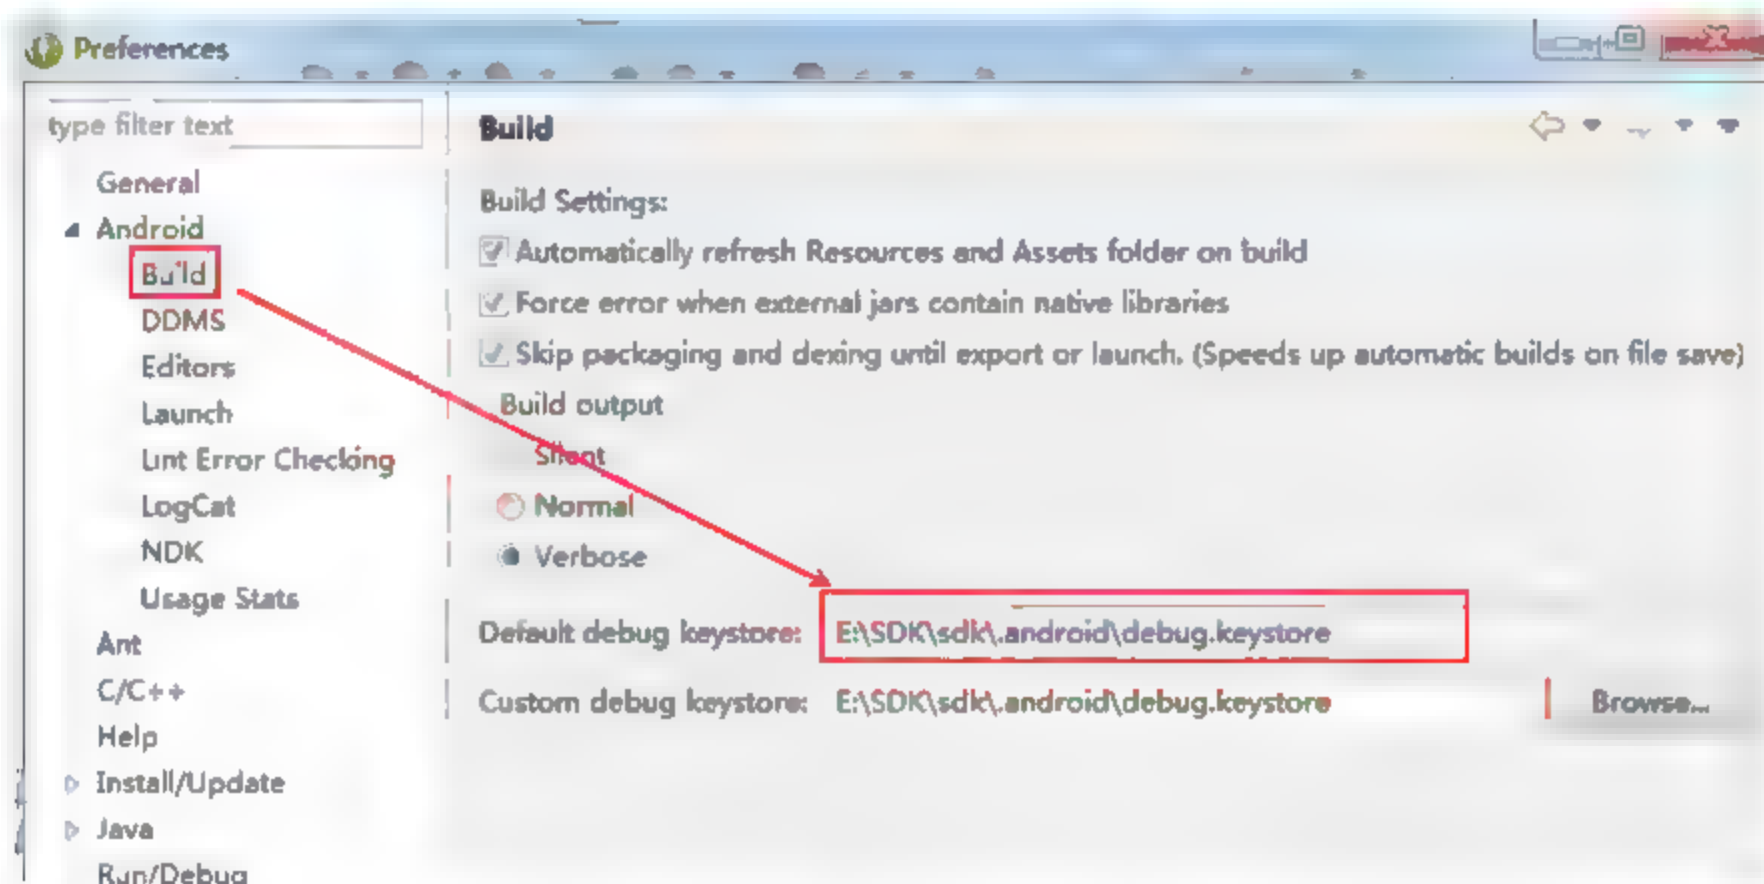 Preferences
type filter text
General
Android
Build
DDMS
Editors
Launch
Lint Error Checking
LogCat
NDK
Usage Stats
Ant
C/C++
Help
Install/Update
Java
Run/Debug
Build
Build Settings:
Automatically refresh Resources and Assets folder on build
Force error when external jars contain native libraries
Skip packaging and dexing until export or launch. (Speeds up automatic builds on file save)
Build output
Silent
Normal
Verbose
Default debug keystore: E:\SDK\sdk\.android\debug.keystore
Custom debug keystore: E:\SDK\sdk\.android\debug.keystore
Browse...